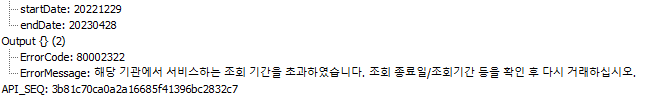 startDate: 20221229
endDate: 20230428
Output {} (2)
ErrorCode: 80002322
ErrorMessage: 해당 기관에서 서비스하는 조회 기간을 초과하였습니다. 조회 종료일/조회기간 등을 확인 후 다시 거래하십시오.
API_SEQ: 3b81c70ca0a2a16685f41396bc2832c7